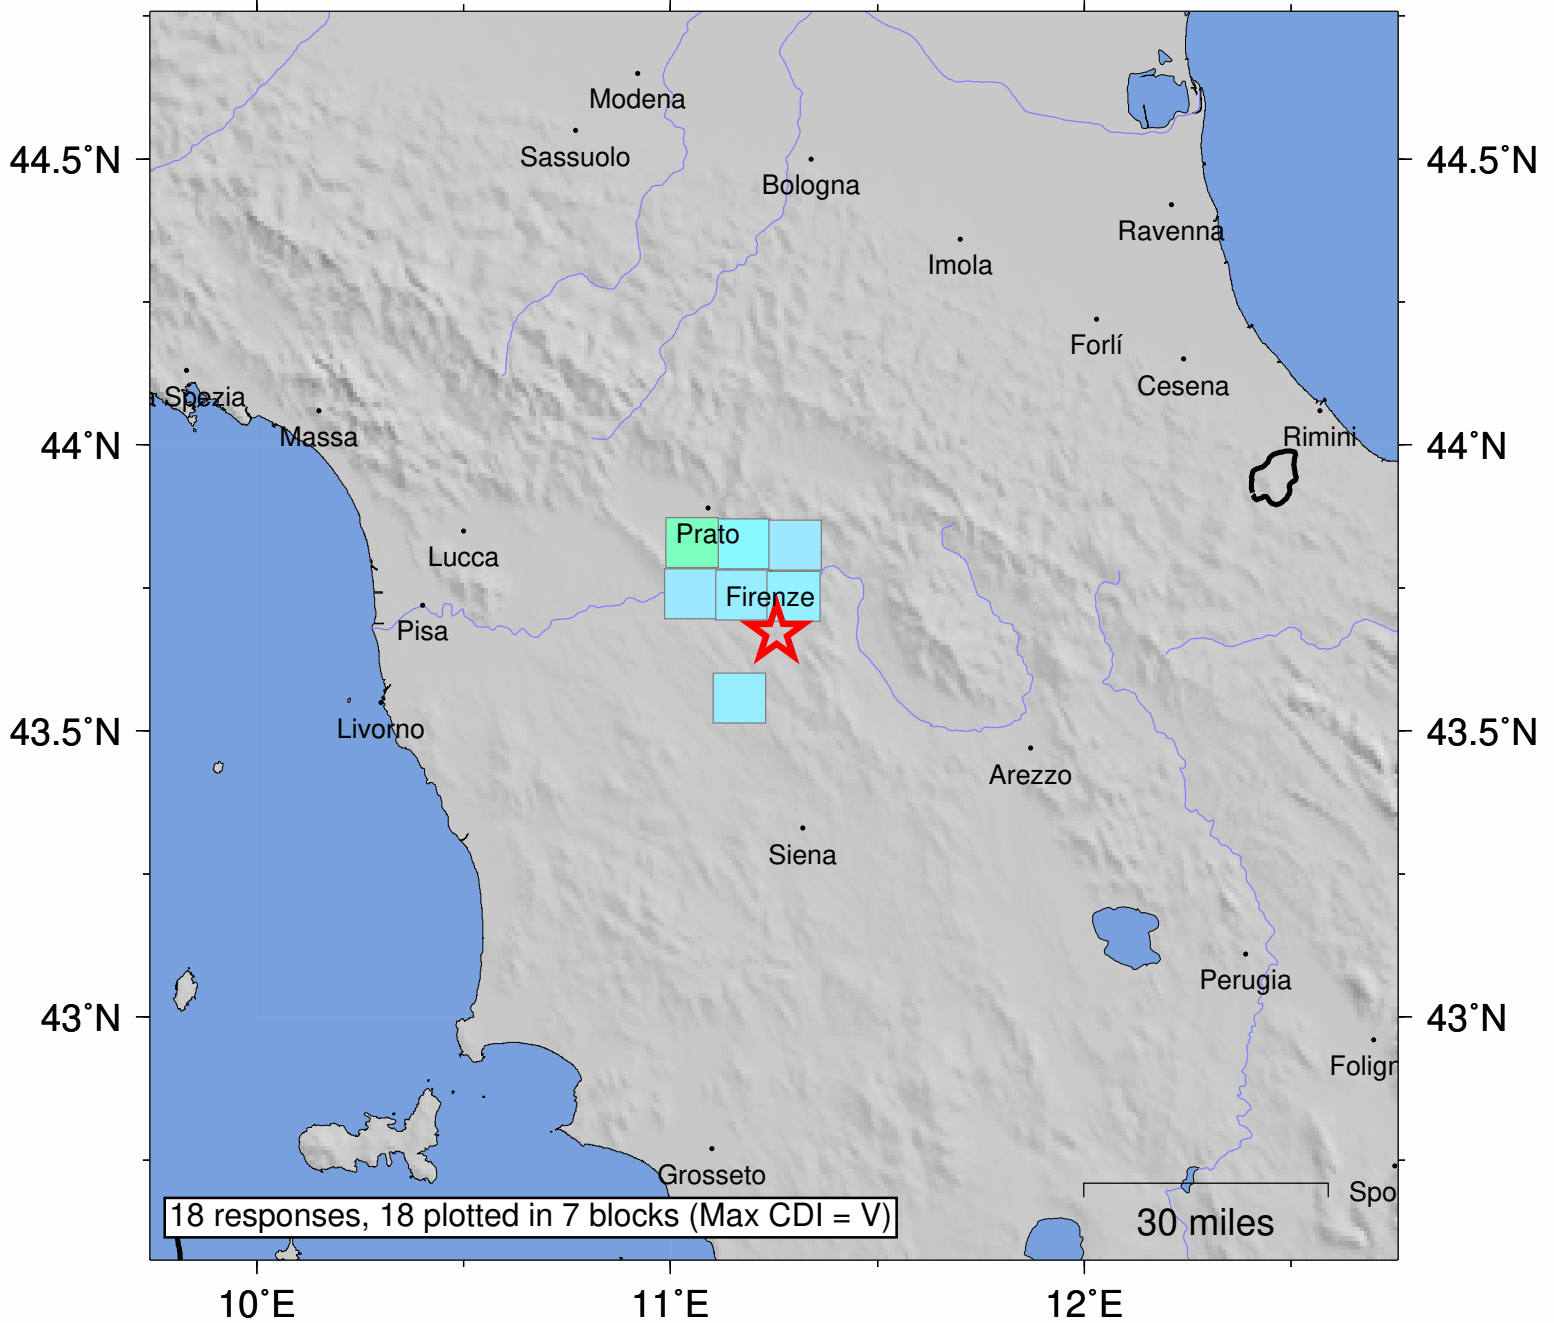 Modena
Sassuolo
Bologna
44.5°N
44.5°N
Ravenna
Imola
Forlí
Cesena
a Spezia
Massa
Rimini
44°N
44°N
Prato
Lucca
Firenze
Pisa
Livorno
43.5°N
43.5°N
Arezzo
Siena
Perugia
43°N
43°N
Folign
Grosseto
Spo
18 responses, 18 plotted in 7 blocks (Max CDI = V)
30 miles
10°E
11°E
12°E